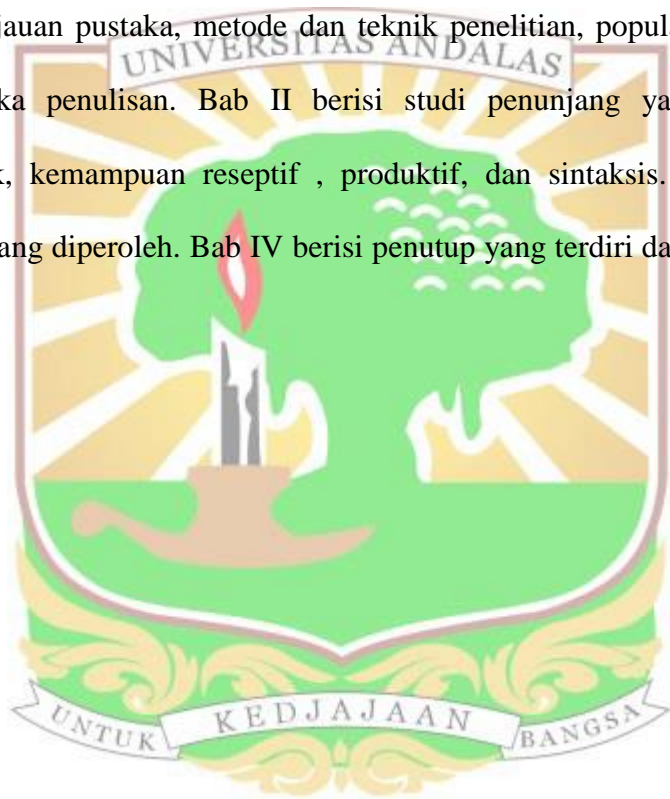 jauan pustaka, metode dan teknik penelitian, popula
UNIVERSITAS ANDALAS
ka penulisan. Bab II berisi studi penunjang ya
k, kemampuan reseptif , produktif, dan sintaksis.
ang diperoleh. Bab IV berisi penutup yang terdiri da
UNTUK KEDJAJAAN BANGSA